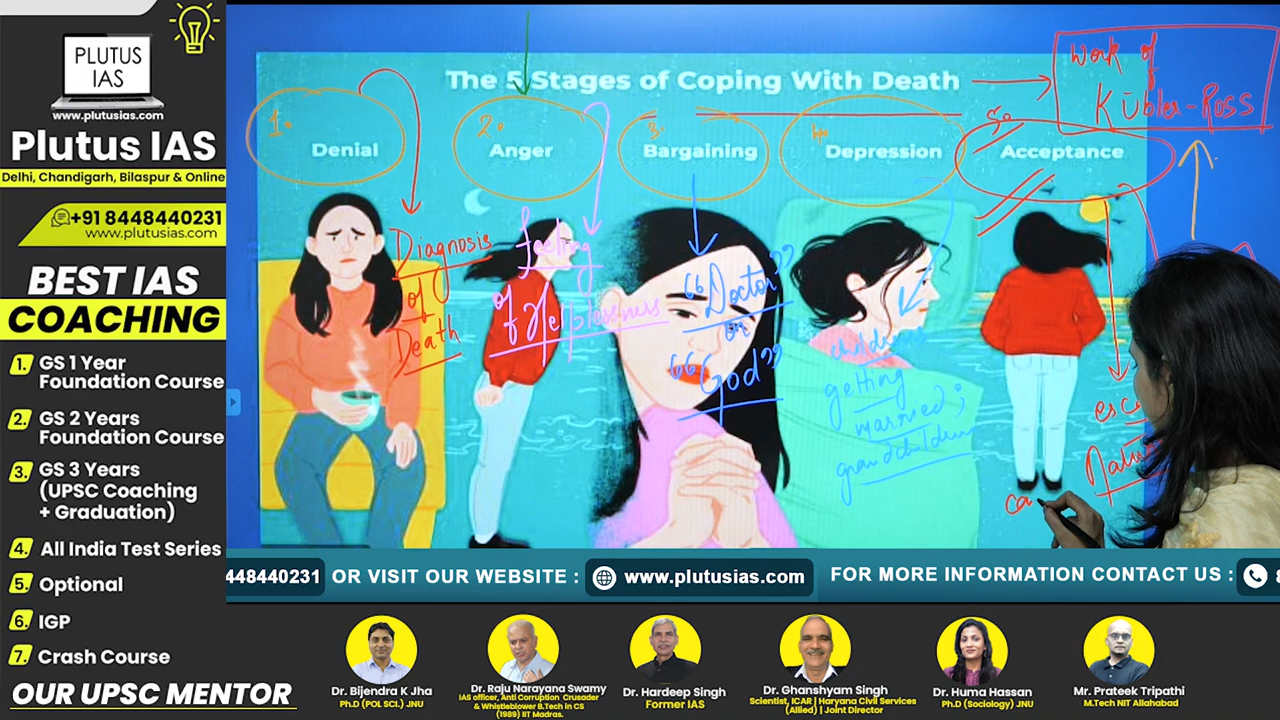 PLUTUS
IAS
www.plutusias.com
Plutus IAS
Delhi, Chandigarh, Bilaspur & Online
+91 8448440231
www.plutusias.com
BEST IAS
COACHING
1. GS 1 Year
Foundation Course
2. GS 2 Years
Foundation Course
3. GS 3 Years
(UPSC Coaching
+ Graduation)
4. All India Test Series
5. Optional
6. IGP
7. Crash Course
OUR UPSC MENTOR
The 5 Stages of Coping With Death
Work of
Kübler-Ross
1. Denial
2. Anger
3. Bargaining
4. Depression
5. Acceptance
Diagnosis
of
Death
feeling
of Helplessness
"Doctor"
or
"God"
children
getting
married;
grandchildren
esc
Natu
ca
448440231
OR VISIT OUR WEBSITE :
www.plutusias.com
FOR MORE INFORMATION CONTACT US :
8
Dr. Bijendra K Jha
Ph.D (POL SCI.) JNU
Dr. Raju Narayana Swamy
IAS officer, Anti Corruption Crusader
& Whistleblower B.Tech in CS
(1989) IIT Madras.
Dr. Hardeep Singh
Former IAS
Dr. Ghanshyam Singh
Scientist, ICAR | Haryana Civil Services
(Allied) | Joint Director
Dr. Huma Hassan
Ph.D (Sociology) JNU
Mr. Prateek Tripathi
M.Tech NIT Allahabad